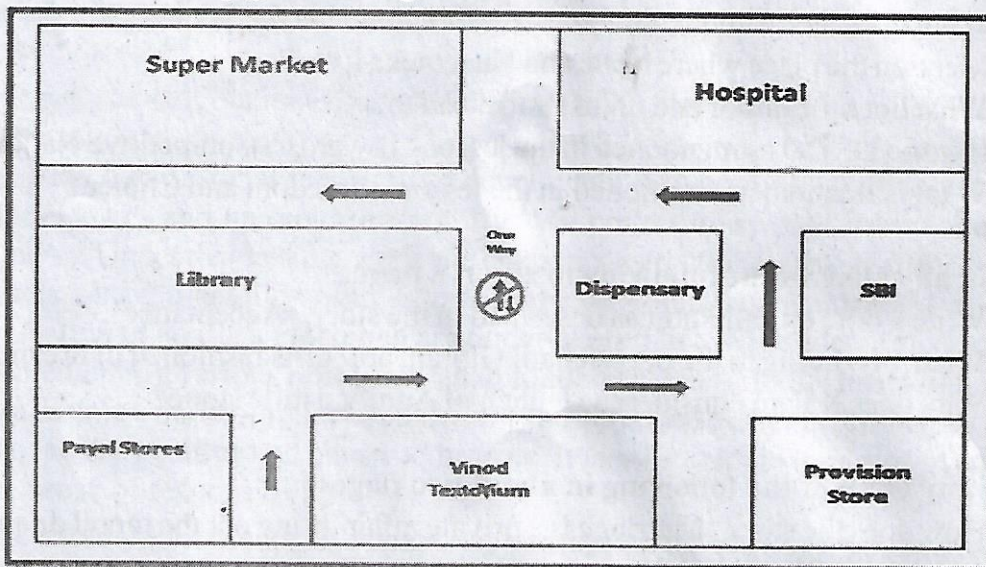 Super Market
Hospital
One
Way
Library
Dispensary
SBI
Payal Stores
Vinod
Textorium
Provision
Store